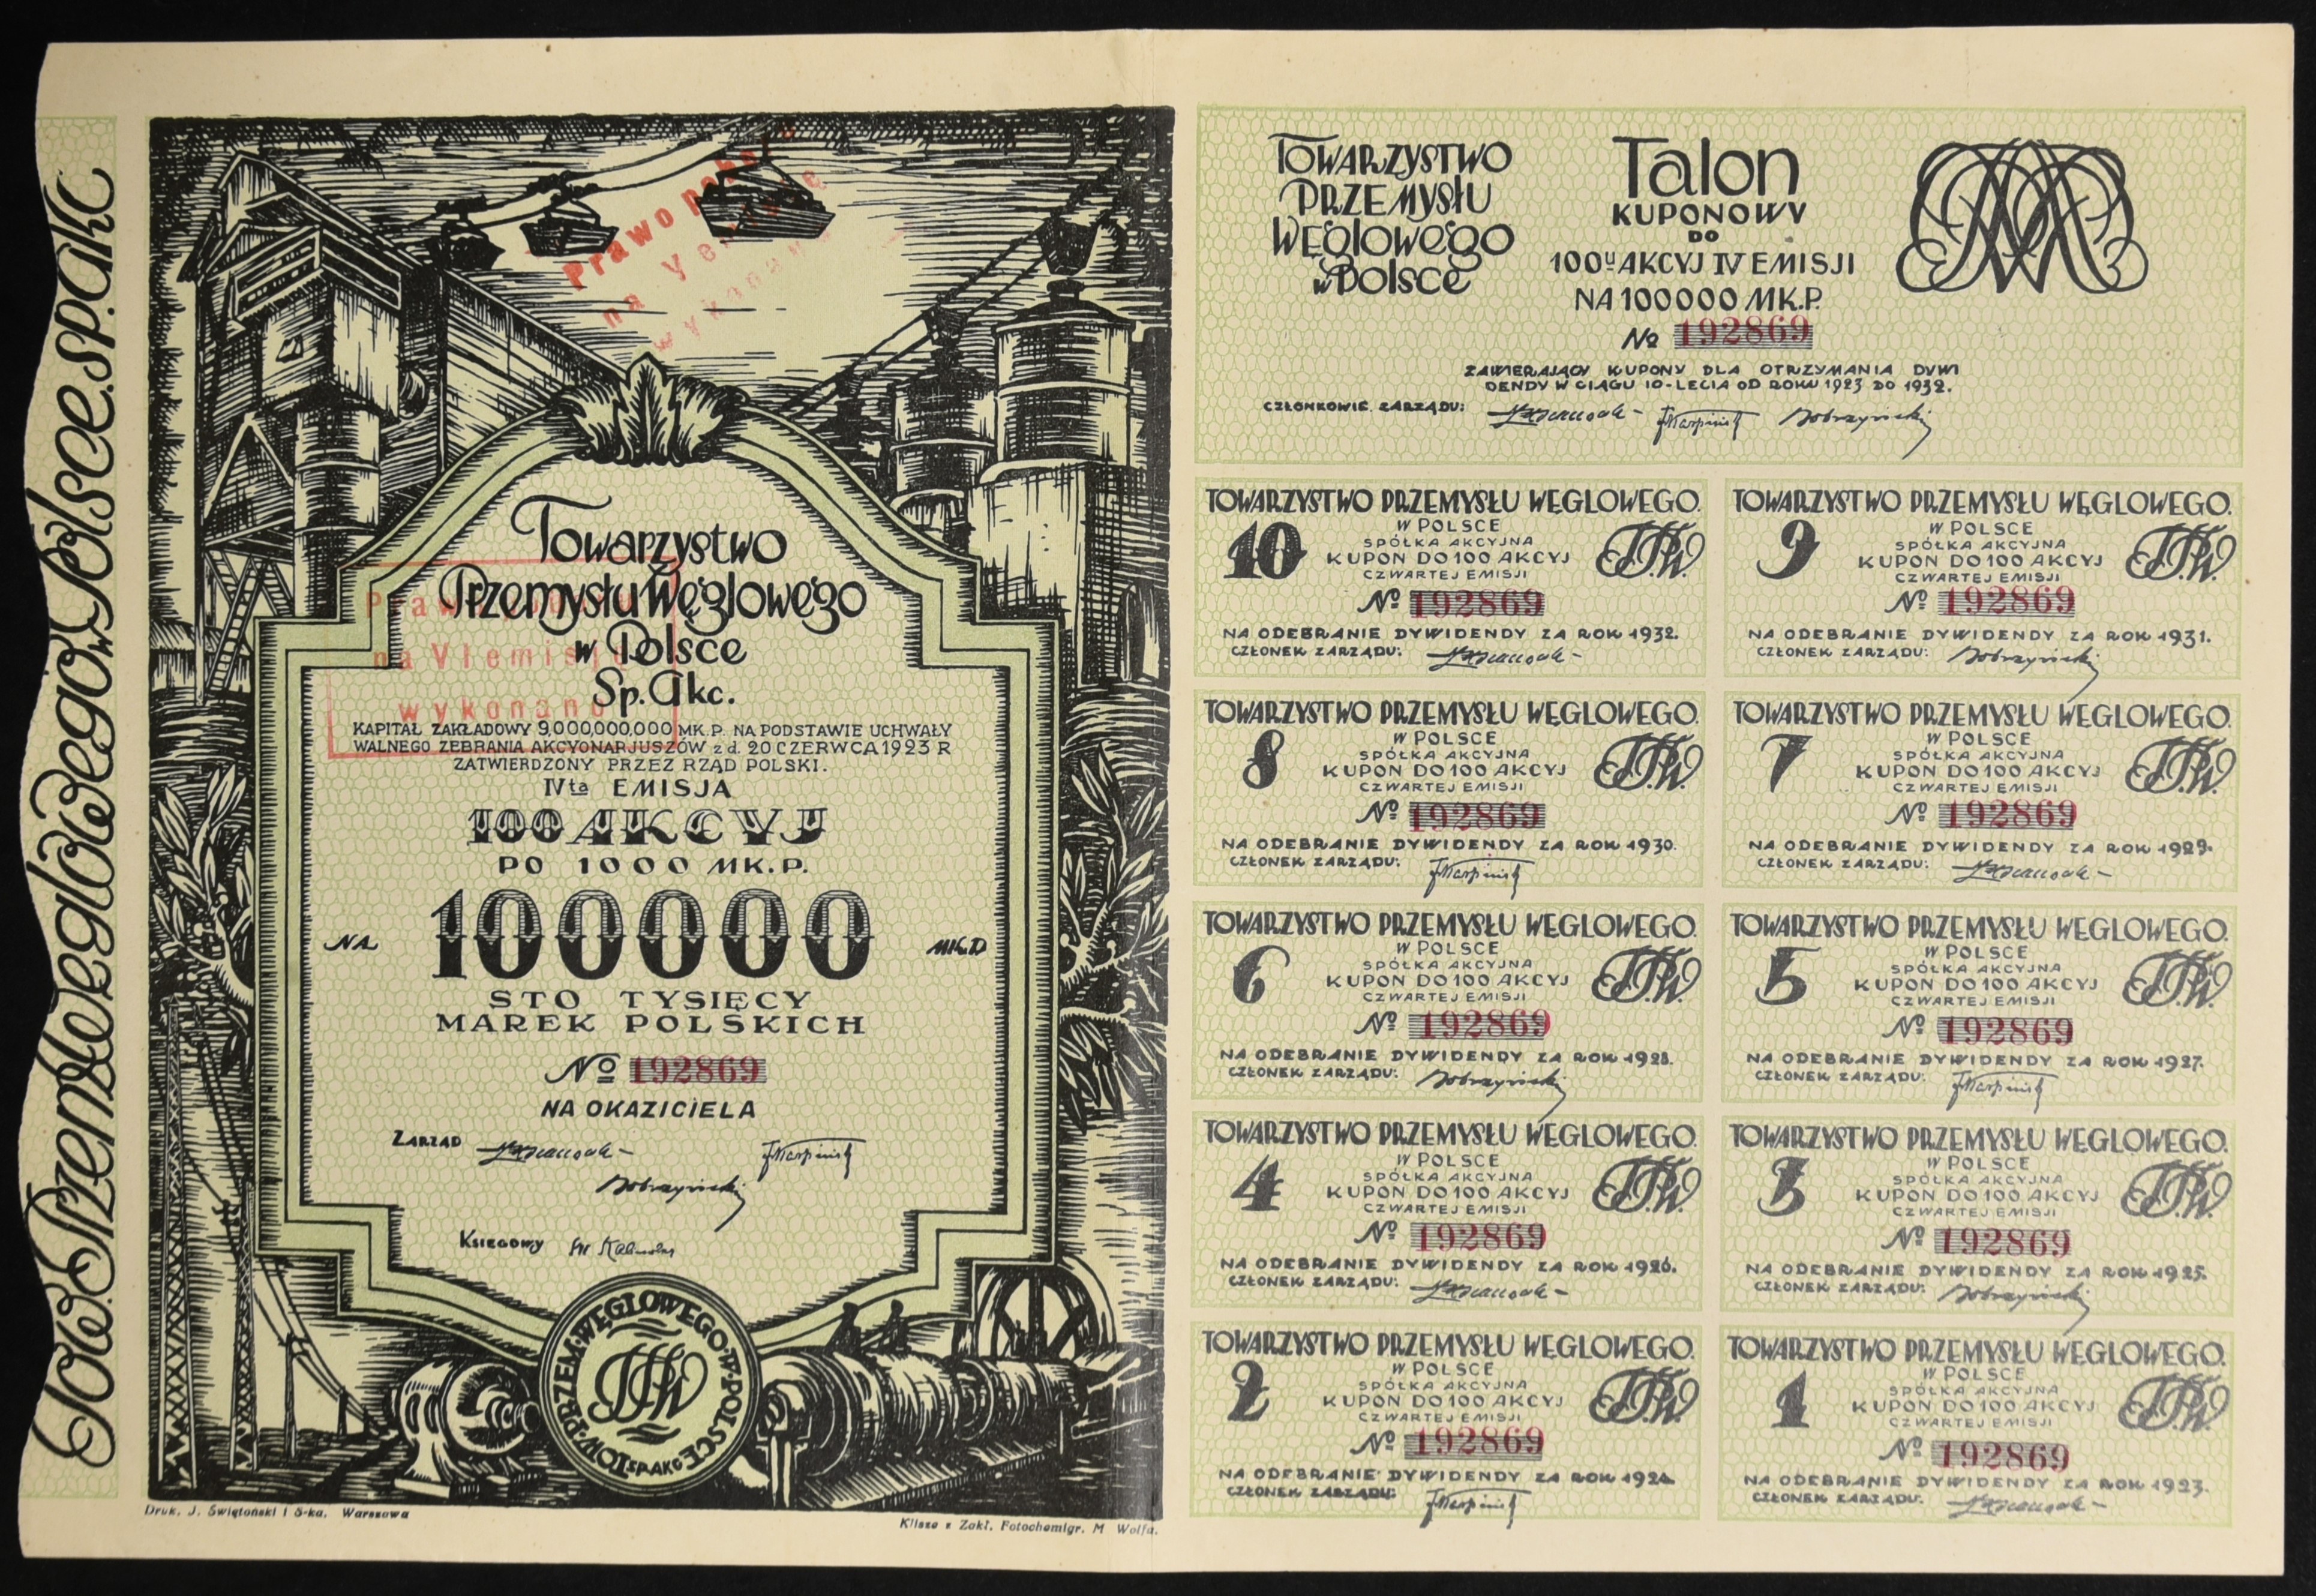 Tow. Przem. Węglowego w Polsce. sp. akc
Prawo
na V
Towarzystwo
Przemysłu Węglowego
w Polsce
Sp. Akc.
Prawo
na VI emisję
wykonano
KAPITAŁ ZAKŁADOWY 9,000,000,000 MK. P. NA PODSTAWIE UCHWAŁY
WALNEGO ZEBRANIA AKCYONARJUSZÓW z d. 20 CZERWCA 1923 R
ZATWIERDZONY PRZEZ RZĄD POLSKI.
IVta EMISJA
100 AKCYJ
PO 1000 MK. P.
NA 100000 MK.P
STO TYSIĘCY
MAREK POLSKICH
No 192869
NA OKAZICIELA
ZARZĄD
Dobrzyński
KSIĘGOWY
TOW. PRZEM. WĘGLOWEGO W POLSCE SP. AKC
TPW
Druk. J. Świętoński i S-ka, Warszawa
Klisze z Zakł. Fotochemigr. M Wolfa.
TOWARZYSTWO
PRZEMYSŁU
WĘGLOWEGO
w POLSCE
Talon
KUPONOWY
DO
100u AKCYJ IV EMISJI
NA 100000 MK.P.
No 192869
ZAWIERAJĄCY KUPONY DLA OTRZYMANIA DYWI
DENDY W CIĄGU 10-LECIA OD ROKU 1923 DO 1932.
CZŁONKOWIE ZARZĄDU: J Karpiński Dobrzyński
TOWARZYSTWO PRZEMYSŁU WĘGLOWEGO.
W POLSCE
SPÓŁKA AKCYJNA
10 KUPON DO 100 AKCYJ T.P.W.
CZWARTEJ EMISJI
No 192869
NA ODEBRANIE DYWIDENDY ZA ROK 1932.
CZŁONEK ZARZĄDU:
TOWARZYSTWO PRZEMYSŁU WĘGLOWEGO.
W POLSCE
SPÓŁKA AKCYJNA
9 KUPON DO 100 AKCYJ T.P.W.
CZWARTEJ EMISJI
No 192869
NA ODEBRANIE DYWIDENDY ZA ROK 1931.
CZŁONEK ZARZĄDU: Dobrzyński
TOWARZYSTWO PRZEMYSŁU WĘGLOWEGO.
W POLSCE
SPÓŁKA AKCYJNA
8 KUPON DO 100 AKCYJ T.P.W.
CZWARTEJ EMISJI
No 192869
NA ODEBRANIE DYWIDENDY ZA ROK 1930.
CZŁONEK ZARZĄDU: J Karpiński
TOWARZYSTWO PRZEMYSŁU WĘGLOWEGO.
W POLSCE
SPÓŁKA AKCYJNA
7 KUPON DO 100 AKCYJ T.P.W.
CZWARTEJ EMISJI
No 192869
NA ODEBRANIE DYWIDENDY ZA ROK 1929.
CZŁONEK ZARZĄDU:
TOWARZYSTWO PRZEMYSŁU WĘGLOWEGO.
W POLSCE
SPÓŁKA AKCYJNA
6 KUPON DO 100 AKCYJ T.P.W.
CZWARTEJ EMISJI
No 192869
NA ODEBRANIE DYWIDENDY ZA ROK 1928.
CZŁONEK ZARZĄDU: Dobrzyński
TOWARZYSTWO PRZEMYSŁU WĘGLOWEGO.
W POLSCE
SPÓŁKA AKCYJNA
5 KUPON DO 100 AKCYJ T.P.W.
CZWARTEJ EMISJI
No 192869
NA ODEBRANIE DYWIDENDY ZA ROK 1927.
CZŁONEK ZARZĄDU: J Karpiński
TOWARZYSTWO PRZEMYSŁU WĘGLOWEGO.
W POLSCE
SPÓŁKA AKCYJNA
4 KUPON DO 100 AKCYJ T.P.W.
CZWARTEJ EMISJI
No 192869
NA ODEBRANIE DYWIDENDY ZA ROK 1926.
CZŁONEK ZARZĄDU:
TOWARZYSTWO PRZEMYSŁU WĘGLOWEGO.
W POLSCE
SPÓŁKA AKCYJNA
3 KUPON DO 100 AKCYJ T.P.W.
CZWARTEJ EMISJI
No 192869
NA ODEBRANIE DYWIDENDY ZA ROK 1925.
CZŁONEK ZARZĄDU: Dobrzyński
TOWARZYSTWO PRZEMYSŁU WĘGLOWEGO.
W POLSCE
SPÓŁKA AKCYJNA
2 KUPON DO 100 AKCYJ T.P.W.
CZWARTEJ EMISJI
No 192869
NA ODEBRANIE DYWIDENDY ZA ROK 1924
CZŁONEK ZARZĄDU: J Karpiński
TOWARZYSTWO PRZEMYSŁU WĘGLOWEGO.
W POLSCE
SPÓŁKA AKCYJNA
1 KUPON DO 100 AKCYJ T.P.W.
CZWARTEJ EMISJI
No 192869
NA ODEBRANIE DYWIDENDY ZA ROK 1923.
CZŁONEK ZARZĄDU: